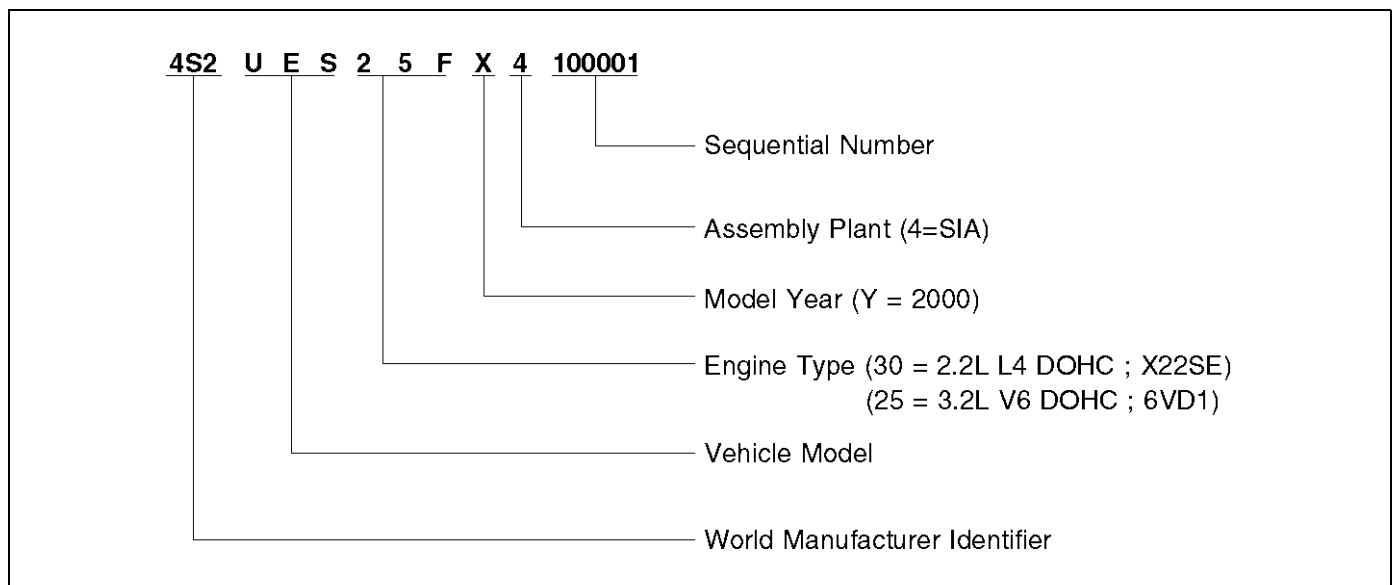 4S2 U E S 2 5 F X 4 100001
Sequential Number
Assembly Plant (4=SIA)
Model Year (Y = 2000)
Engine Type (30 = 2.2L L4 DOHC ; X22SE)
(25 = 3.2L V6 DOHC ; 6VD1)
Vehicle Model
World Manufacturer Identifier